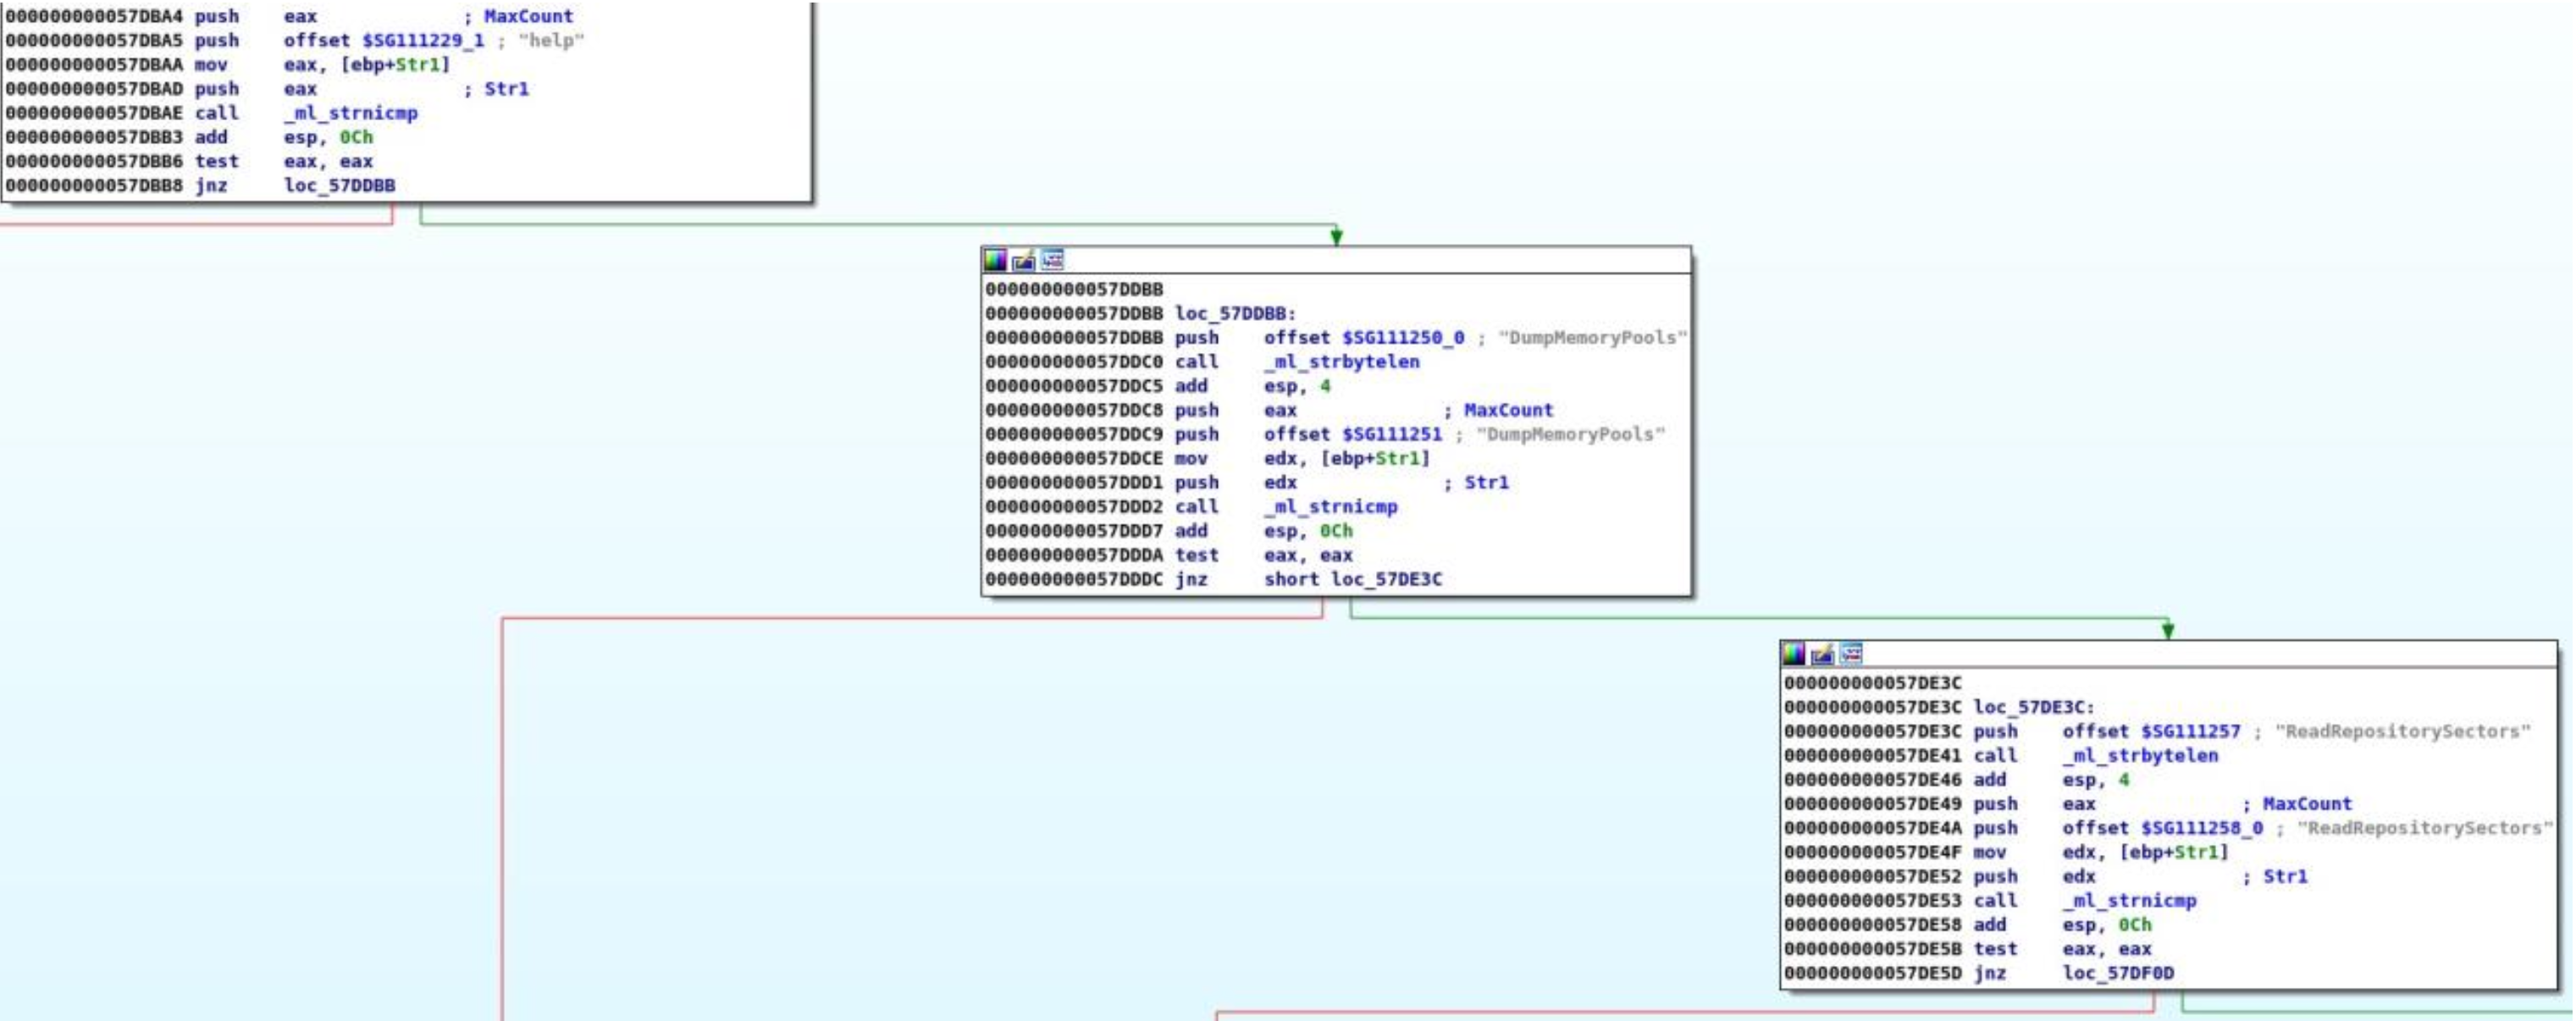 000000000057DBA4 push eax ; MaxCount
000000000057DBA5 push offset $SG111229_1 ; "help"
000000000057DBAA mov eax, [ebp+Str1]
000000000057DBAD push eax ; Str1
000000000057DBAE call _ml_strnicmp
000000000057DBB3 add esp, 0Ch
000000000057DBB6 test eax, eax
000000000057DBB8 jnz loc_57DDBB
000000000057DDBB
000000000057DDBB loc_57DDBB:
000000000057DDBB push offset $SG111250_0 ; "DumpMemoryPools"
000000000057DDC0 call _ml_strbytelen
000000000057DDC5 add esp, 4
000000000057DDC8 push eax ; MaxCount
000000000057DDC9 push offset $SG111251 ; "DumpMemoryPools"
000000000057DDCE mov edx, [ebp+Str1]
000000000057DDD1 push edx ; Str1
000000000057DDD2 call _ml_strnicmp
000000000057DDD7 add esp, 0Ch
000000000057DDDA test eax, eax
000000000057DDDC jnz short loc_57DE3C
000000000057DE3C
000000000057DE3C loc_57DE3C:
000000000057DE3C push offset $SG111257 ; "ReadRepositorySectors"
000000000057DE41 call _ml_strbytelen
000000000057DE46 add esp, 4
000000000057DE49 push eax ; MaxCount
000000000057DE4A push offset $SG111258_0 ; "ReadRepositorySectors"
000000000057DE4F mov edx, [ebp+Str1]
000000000057DE52 push edx ; Str1
000000000057DE53 call _ml_strnicmp
000000000057DE58 add esp, 0Ch
000000000057DE5B test eax, eax
000000000057DE5D jnz loc_57DF0D